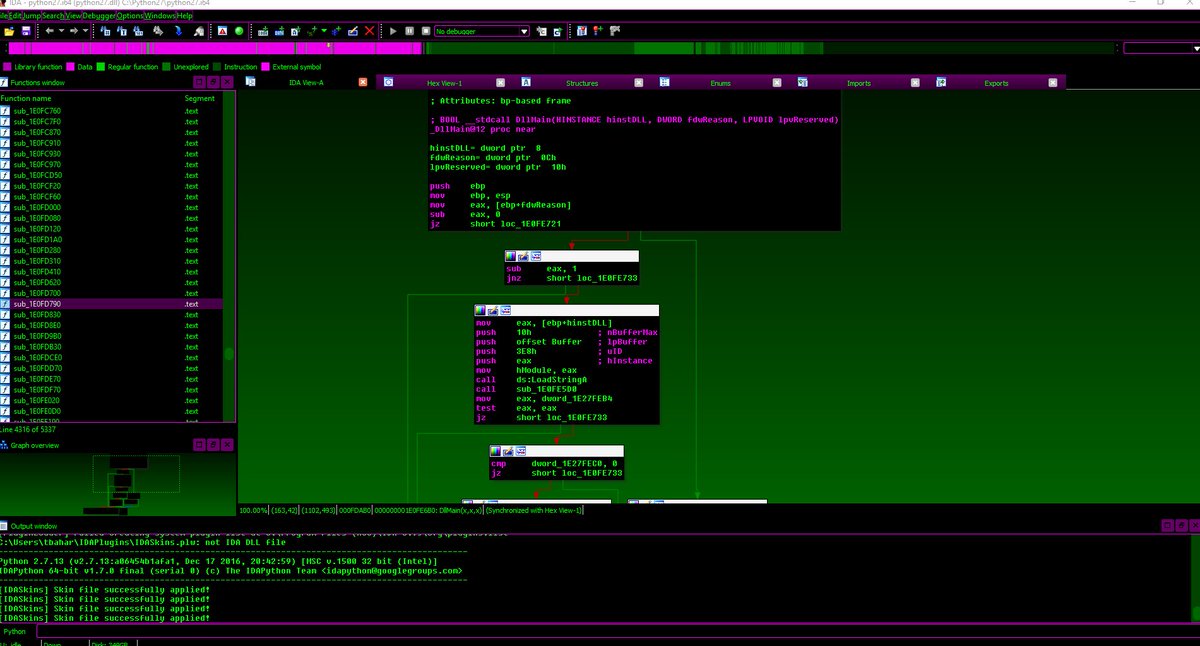 IDA - python27.i64 (python27.dll) C:\Python27\python27.i64
Edit Jump Search View Debugger Options Windows Help
No debugger
Library function Data Regular function Unexplored Instruction External symbol
Functions window
IDA View-A
Hex View-1
Structures
Enums
Imports
Exports
Function name Segment
sub_1E0FC760 .text
sub_1E0FC7F0 .text
sub_1E0FC870 .text
sub_1E0FC910 .text
sub_1E0FC930 .text
sub_1E0FC970 .text
sub_1E0FCD50 .text
sub_1E0FCF20 .text
sub_1E0FCF60 .text
sub_1E0FD000 .text
sub_1E0FD080 .text
sub_1E0FD120 .text
sub_1E0FD1A0 .text
sub_1E0FD280 .text
sub_1E0FD310 .text
sub_1E0FD410 .text
sub_1E0FD620 .text
sub_1E0FD700 .text
sub_1E0FD790 .text
sub_1E0FD830 .text
sub_1E0FD8E0 .text
sub_1E0FD9B0 .text
sub_1E0FDB30 .text
sub_1E0FDCE0 .text
sub_1E0FDD70 .text
sub_1E0FDE70 .text
sub_1E0FDF70 .text
sub_1E0FE020 .text
sub_1E0FE0D0 .text
Line 4316 of 5337
Graph overview
; Attributes: bp-based frame
; BOOL __stdcall DllMain(HINSTANCE hinstDLL, DWORD fdwReason, LPVOID lpvReserved)
_DllMain@12 proc near
hinstDLL= dword ptr  8
fdwReason= dword ptr  0Ch
lpvReserved= dword ptr  10h
push ebp
mov ebp, esp
mov eax, [ebp+fdwReason]
sub eax, 0
jz short loc_1E0FE721
sub eax, 1
jnz short loc_1E0FE733
mov eax, [ebp+hinstDLL]
push 10h ; nBufferMax
push offset Buffer ; lpBuffer
push 3E8h ; uID
push eax ; hInstance
mov hModule, eax
call ds:LoadStringA
call sub_1E0FE5D0
mov eax, dword_1E27FEB4
test eax, eax
jz short loc_1E0FE733
cmp dword_1E27FEC0, 0
jz short loc_1E0FE733
100.00% (163,42) (1102,493) 000FDAB0 000000001E0FE6B0: DllMain(x,x,x) (Synchronized with Hex View-1)
Output window
C:\Users\tbahar\IDAPlugins\IDASkins.plw: not IDA DLL file
Python 2.7.13 (v2.7.13:a06454b1afa1, Dec 17 2016, 20:42:59) [MSC v.1500 32 bit (Intel)]
IDAPython 64-bit v1.7.0 final (serial 0) (c) The IDAPython Team <idapython@googlegroups.com>
[IDASkins] Skin file successfully applied!
[IDASkins] Skin file successfully applied!
[IDASkins] Skin file successfully applied!
[IDASkins] Skin file successfully applied!
Python